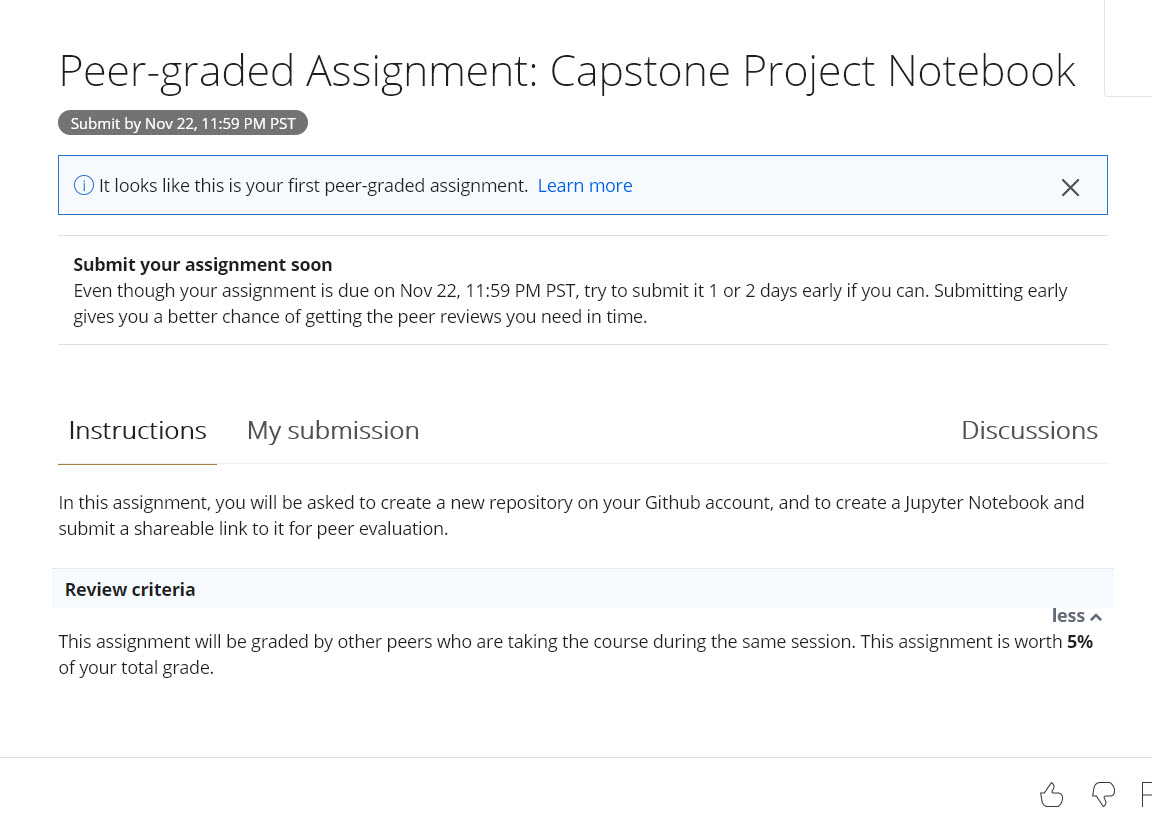 Peer-graded Assignment: Capstone Project Notebook
Submit by Nov 22, 11:59 PM PST
It looks like this is your first peer-graded assignment. Learn more
Submit your assignment soon
Even though your assignment is due on Nov 22, 11:59 PM PST, try to submit it 1 or 2 days early if you can. Submitting early
gives you a better chance of getting the peer reviews you need in time.
Instructions My submission Discussions
In this assignment, you will be asked to create a new repository on your Github account, and to create a Jupyter Notebook and
submit a shareable link to it for peer evaluation.
Review criteria
less
This assignment will be graded by other peers who are taking the course during the same session. This assignment is worth 5%
of your total grade.